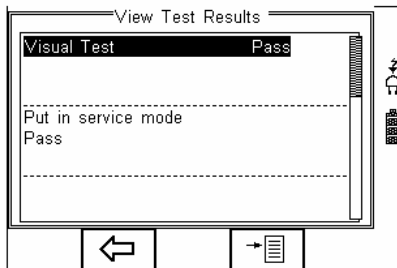 View Test Results
Visual Test Pass
Put in service mode
Pass